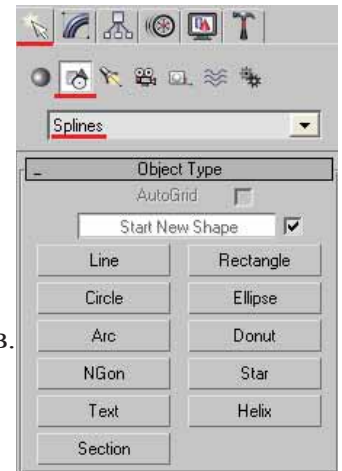 Splines
- Object Type
AutoGrid
Start New Shape
Line Rectangle
Circle Ellipse
Arc Donut
в.
NGon Star
Text Helix
Section